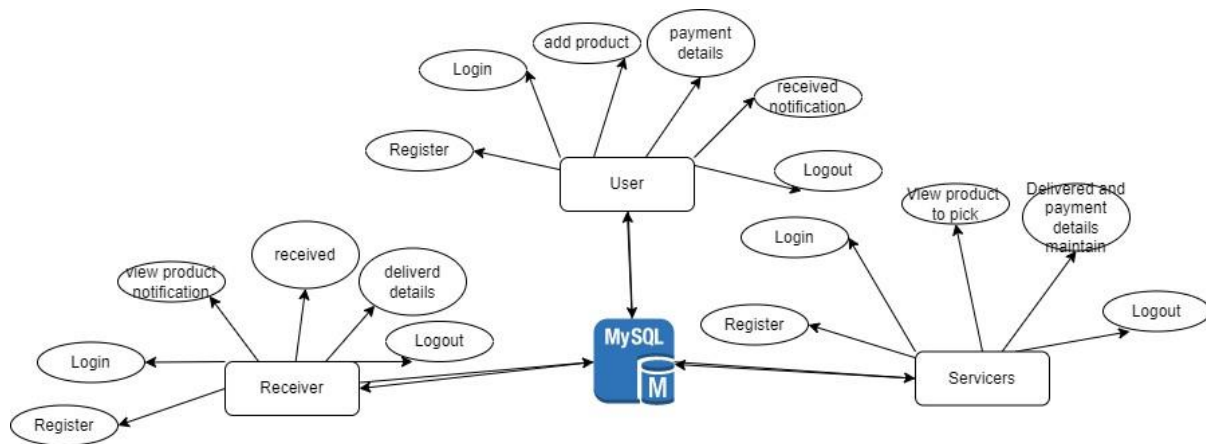 payment
details
add product
Login
received
notification
Register
User
Logout
View product
to pick
Delivered and
payment
details
maintain
Login
received
view product
notification
deliverd
details
Register
Logout
Logout
MySQL
M
Login
Receiver
Servicers
Register